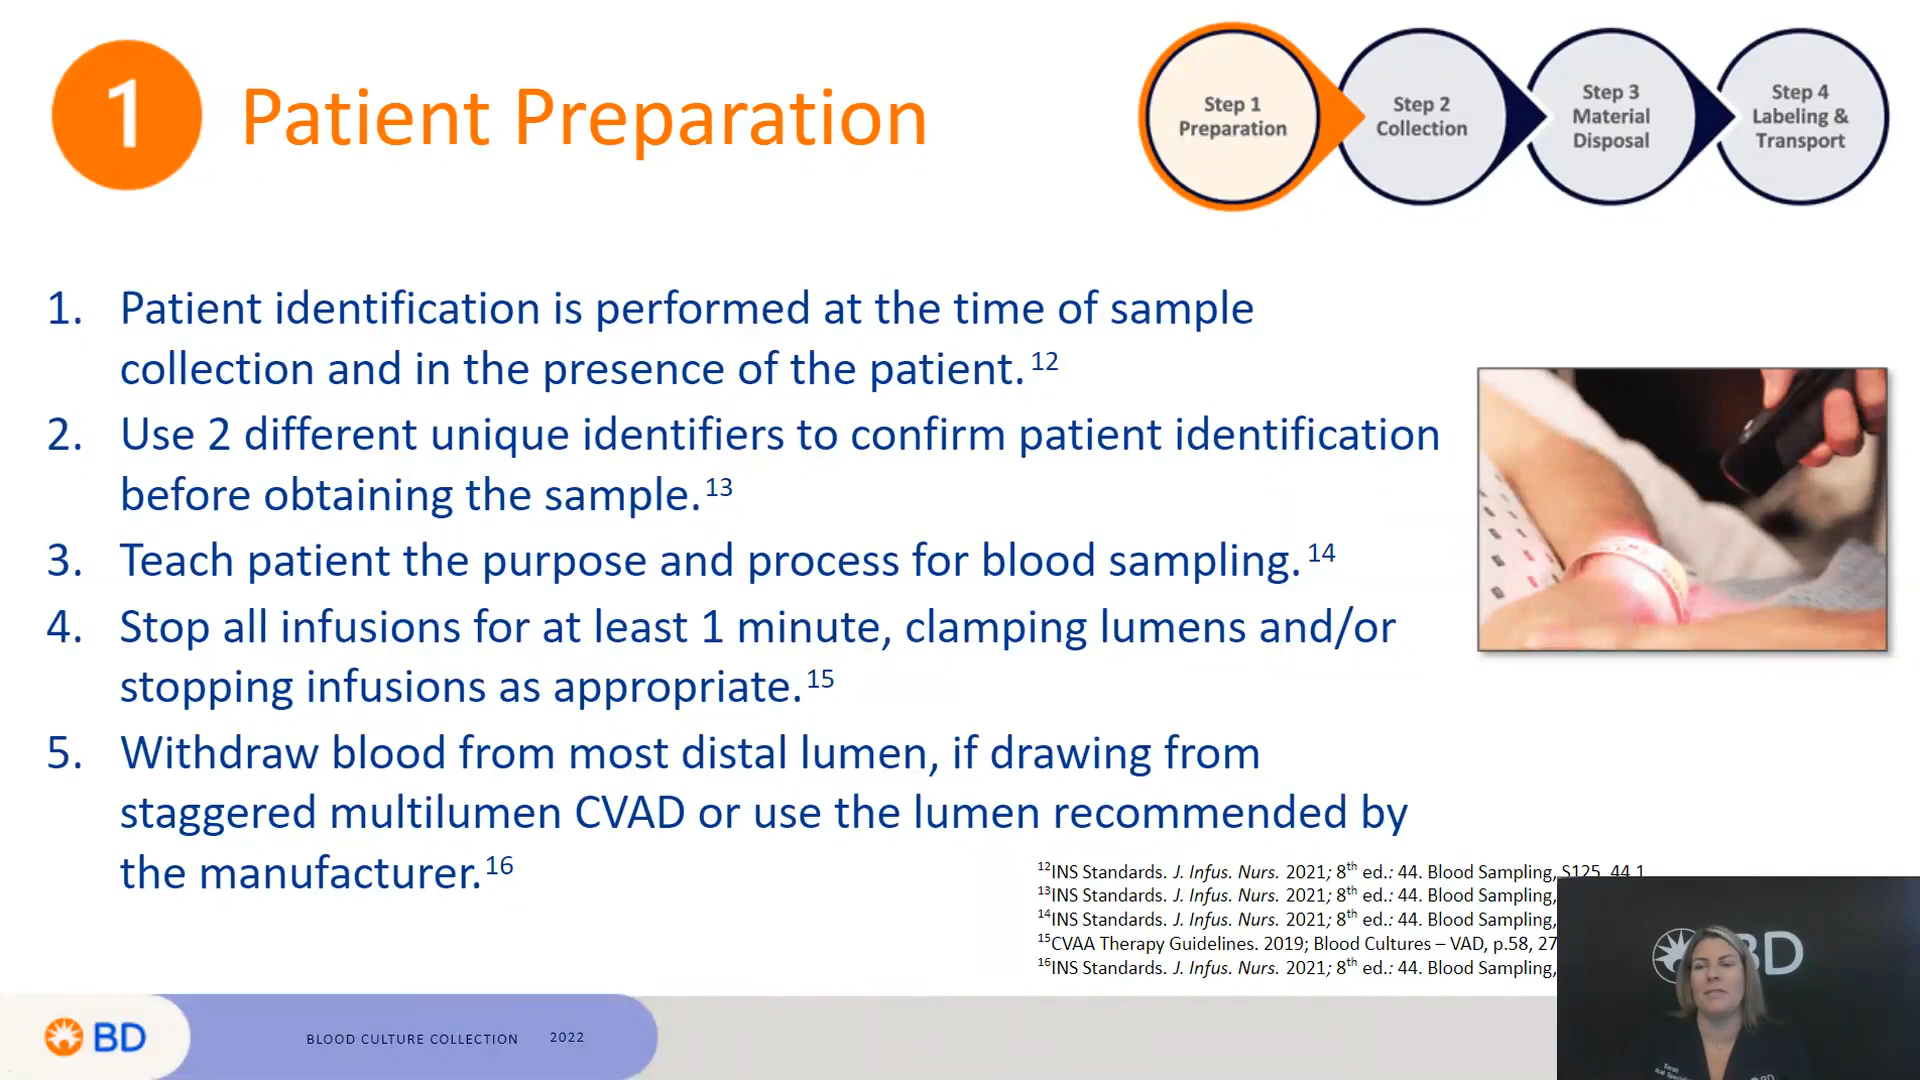 1 Patient Preparation
Step 1
Preparation
Step 2
Collection
Step 3
Material
Disposal
Step 4
Labeling &
Transport
1. Patient identification is performed at the time of sample
collection and in the presence of the patient. 12
2. Use 2 different unique identifiers to confirm patient identification
before obtaining the sample. 13
3. Teach patient the purpose and process for blood sampling. 14
4. Stop all infusions for at least 1 minute, clamping lumens and/or
stopping infusions as appropriate. 15
5. Withdraw blood from most distal lumen, if drawing from
staggered multilumen CVAD or use the lumen recommended by
the manufacturer. 16
12INS Standards. J. Infus. Nurs. 2021; 8th ed.: 44. Blood Sampling, S125, 44.1
13INS Standards. J. Infus. Nurs. 2021; 8th ed.: 44. Blood Sampling,
14INS Standards. J. Infus. Nurs. 2021; 8th ed.: 44. Blood Sampling,
15CVAA Therapy Guidelines. 2019; Blood Cultures – VAD, p.58, 27
16INS Standards. J. Infus. Nurs. 2021; 8th ed.: 44. Blood Sampling,
BD
BD
BLOOD CULTURE COLLECTION 2022
Sarah
BD